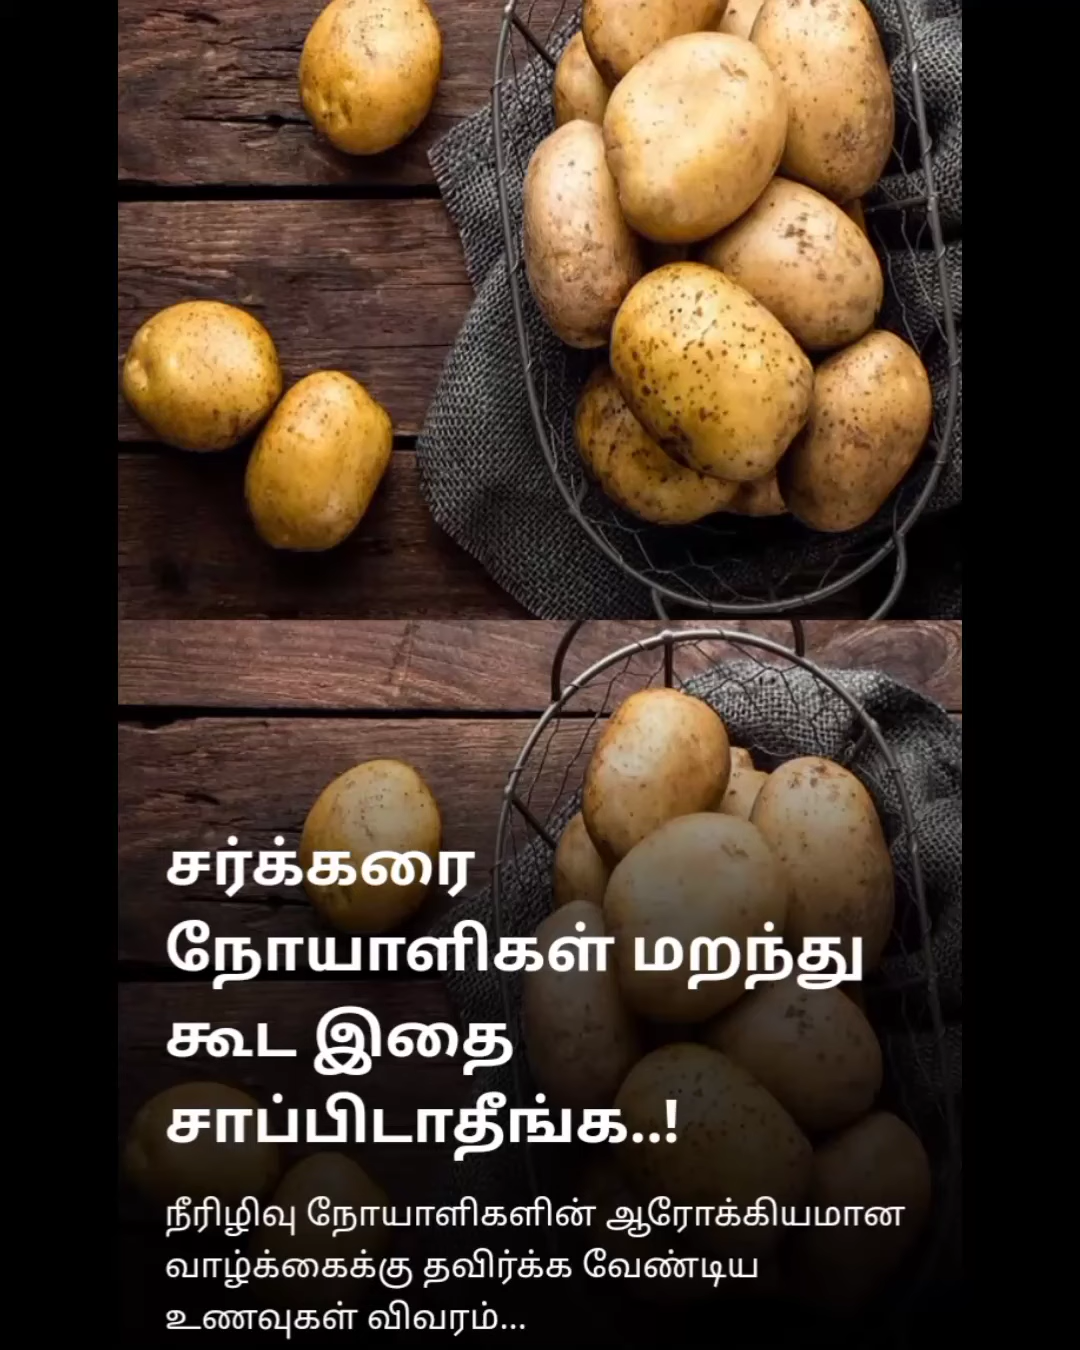 சர்க்கரை
நோயாளிகள் மறந்து
கூட இதை
சாப்பிடாதீங்க..!
நீரிழிவு நோயாளிகளின் ஆரோக்கியமான
வாழ்க்கைக்கு தவிர்க்க வேண்டிய
உணவுகள் விவரம்...